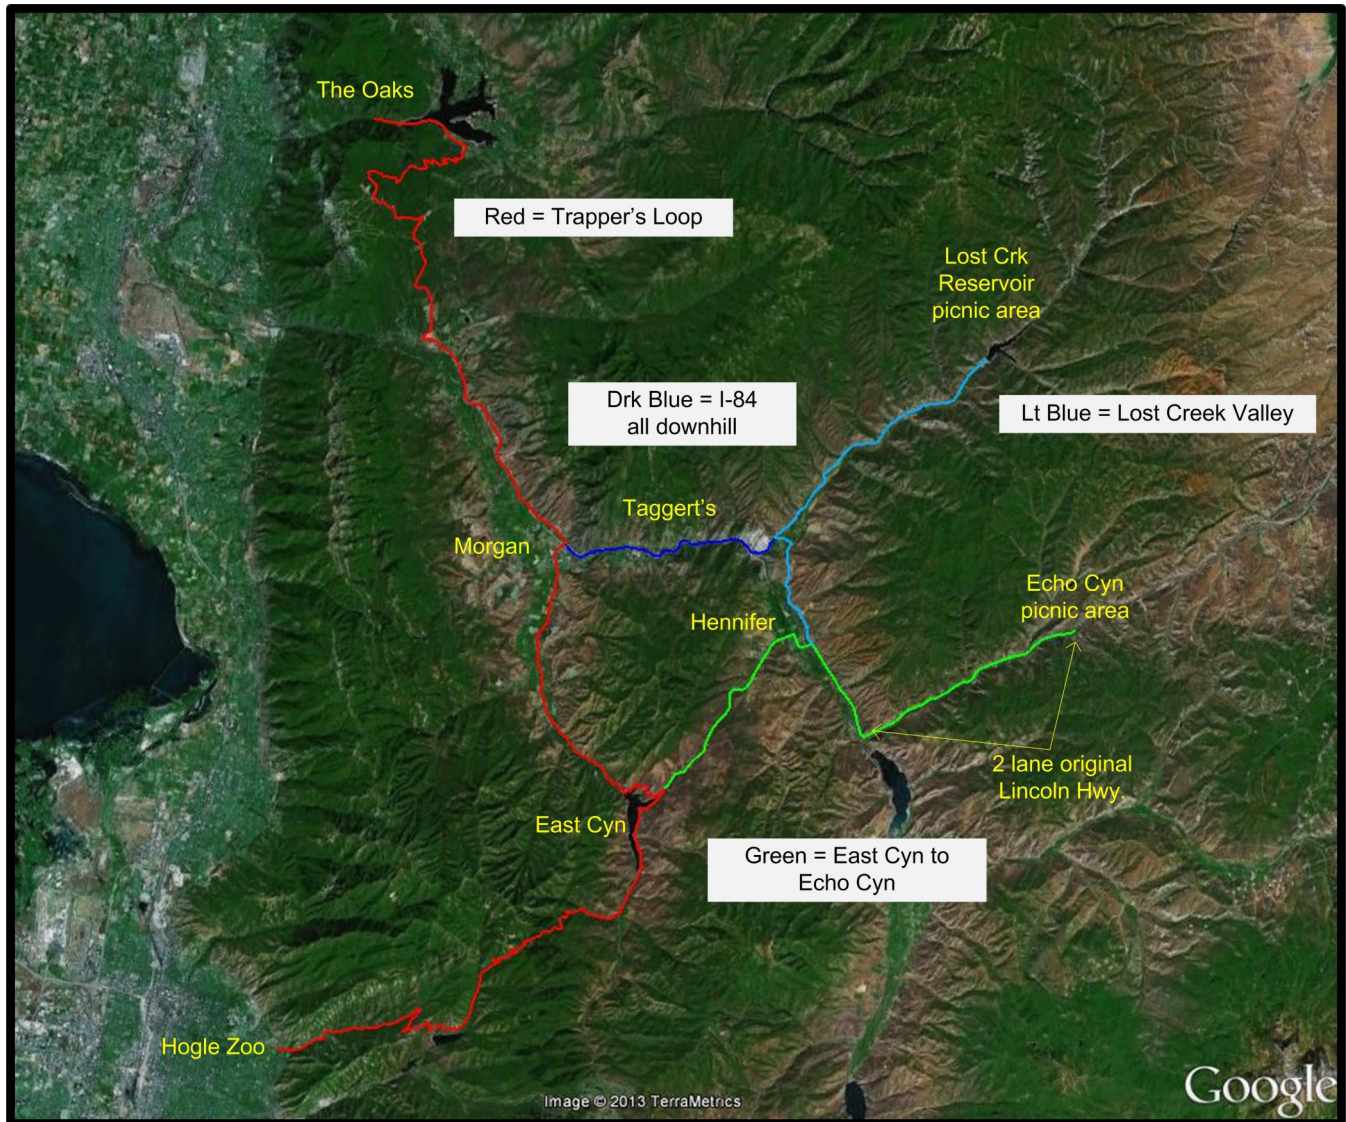 The Oaks
Red = Trapper's Loop
Lost Crk
Reservoir
picnic area
Drk Blue = I-84
all downhill
Lt Blue = Lost Creek Valley
Taggert's
Morgan
Echo Cyn
picnic area
Hennifer
2 lane original
Lincoln Hwy.
East Cyn
Green = East Cyn to
Echo Cyn
Hogle Zoo
Image © 2013 TerraMetrics
Google